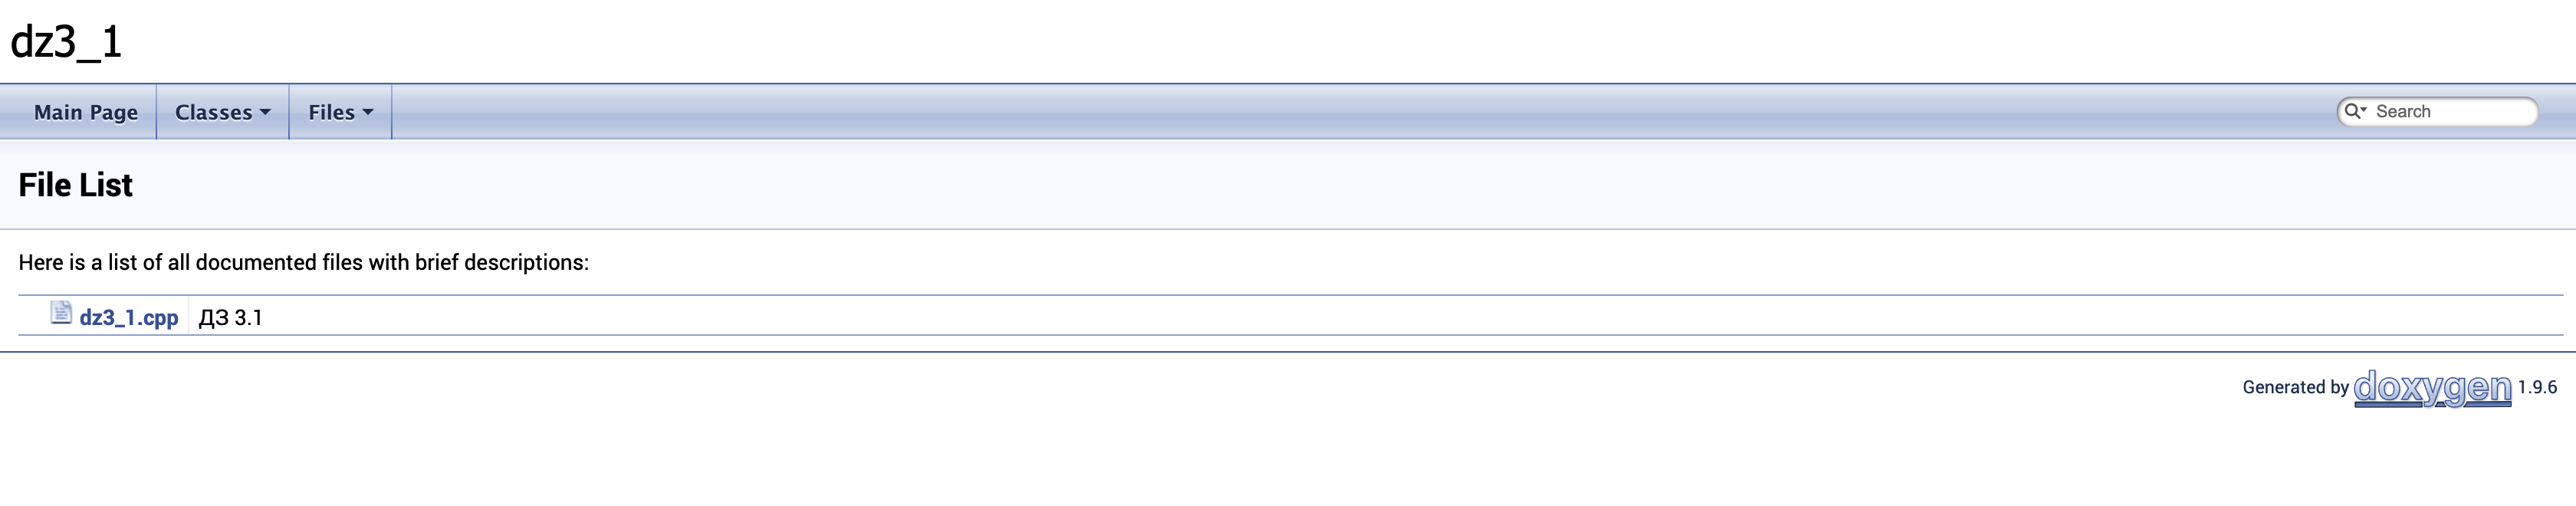 dz3_1
Main Page Classes Files Search
File List
Here is a list of all documented files with brief descriptions:
dz3_1.cpp ДЗ 3.1
Generated by doxygen 1.9.6